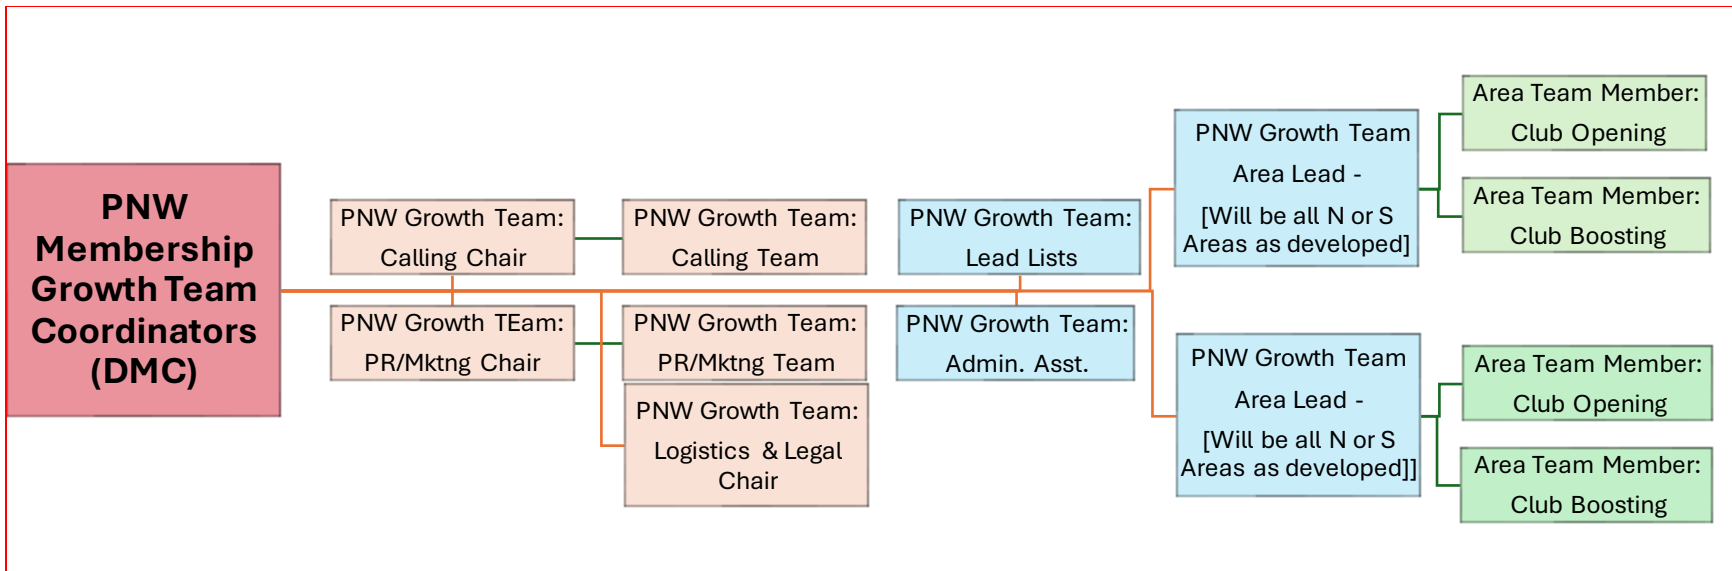 PNW
Membership
Growth Team
Coordinators
(DMC)
PNW Growth Team:
Calling Chair
PNW Growth Team:
Calling Team
PNW Growth TEam:
PR/Mktng Chair
PNW Growth Team:
PR/Mktng Team
PNW Growth Team:
Logistics & Legal
Chair
PNW Growth Team:
Lead Lists
PNW Growth Team:
Admin. Asst.
PNW Growth Team
Area Lead -
[Will be all N or S
Areas as developed]
Area Team Member:
Club Opening
Area Team Member:
Club Boosting
PNW Growth Team
Area Lead -
[Will be all N or S
Areas as developed]]
Area Team Member:
Club Opening
Area Team Member:
Club Boosting